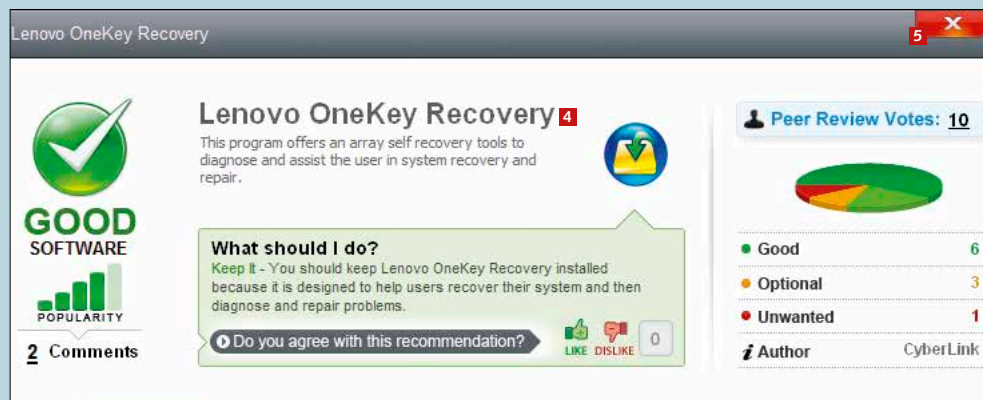 Lenovo OneKey Recovery
5
X
GOOD
SOFTWARE
POPULARITY
2 Comments
Lenovo OneKey Recovery 4
This program offers an array self recovery tools to
diagnose and assist the user in system recovery and
repair.
What should I do?
Keep It - You should keep Lenovo OneKey Recovery installed
because it is designed to help users recover their system and then
diagnose and repair problems.
Do you agree with this recommendation?
LIKE DISLIKE 0
Peer Review Votes: 10
Good 6
Optional 3
Unwanted 1
i Author CyberLink